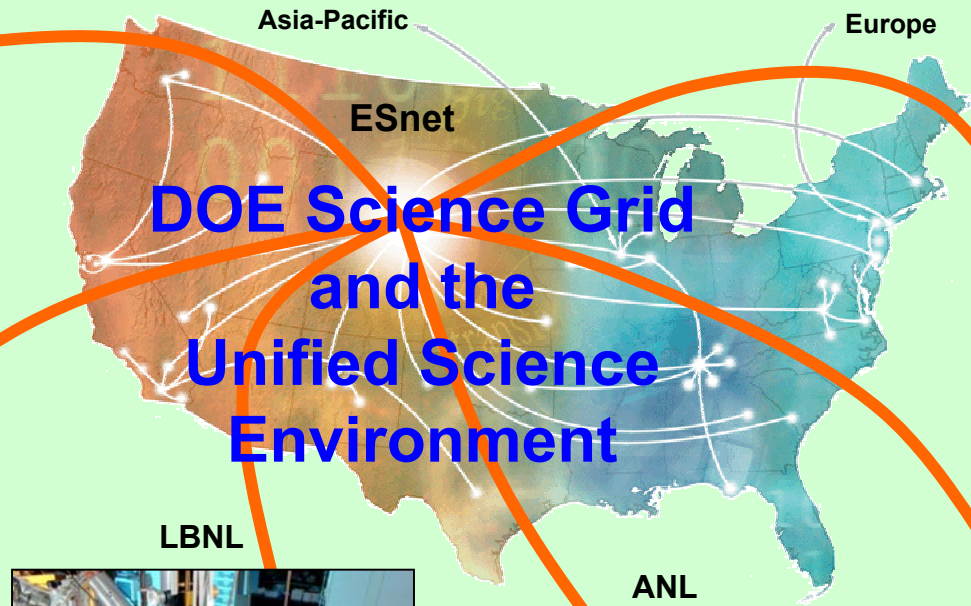 Asia-Pacific
Europe
ESnet
DOE Science Grid
and the
Unified Science
Environment
LBNL
ANL